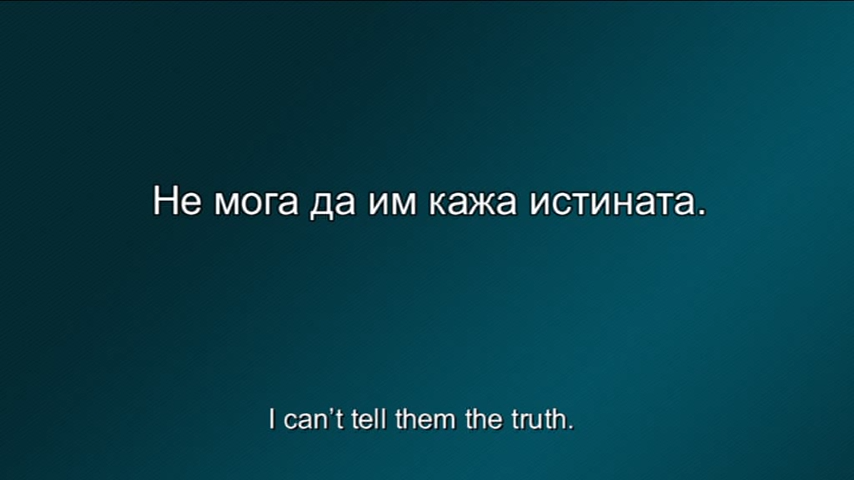 Не мога да им кажа истината.
I can’t tell them the truth.